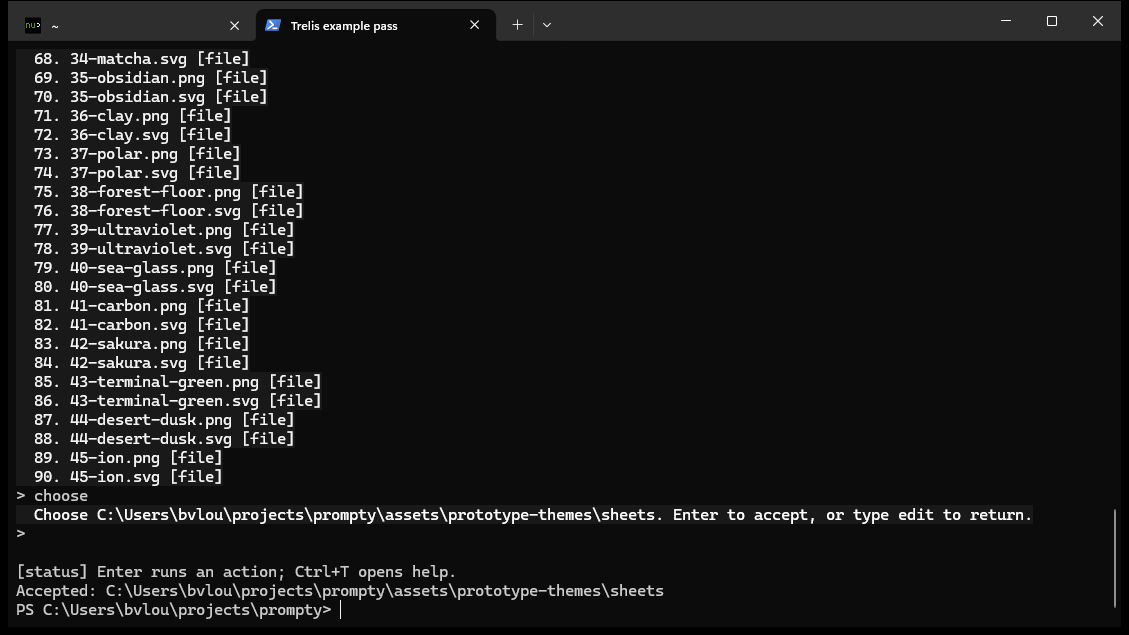 nu> ~
Trelis example pass
68. 34-matcha.svg [file]
69. 35-obsidian.png [file]
70. 35-obsidian.svg [file]
71. 36-clay.png [file]
72. 36-clay.svg [file]
73. 37-polar.png [file]
74. 37-polar.svg [file]
75. 38-forest-floor.png [file]
76. 38-forest-floor.svg [file]
77. 39-ultraviolet.png [file]
78. 39-ultraviolet.svg [file]
79. 40-sea-glass.png [file]
80. 40-sea-glass.svg [file]
81. 41-carbon.png [file]
82. 41-carbon.svg [file]
83. 42-sakura.png [file]
84. 42-sakura.svg [file]
85. 43-terminal-green.png [file]
86. 43-terminal-green.svg [file]
87. 44-desert-dusk.png [file]
88. 44-desert-dusk.svg [file]
89. 45-ion.png [file]
90. 45-ion.svg [file]
> choose
Choose C:\Users\bvlou\projects\prompty\assets\prototype-themes\sheets. Enter to accept, or type edit to return.
>
[status] Enter runs an action; Ctrl+T opens help.
Accepted: C:\Users\bvlou\projects\prompty\assets\prototype-themes\sheets
PS C:\Users\bvlou\projects\prompty>